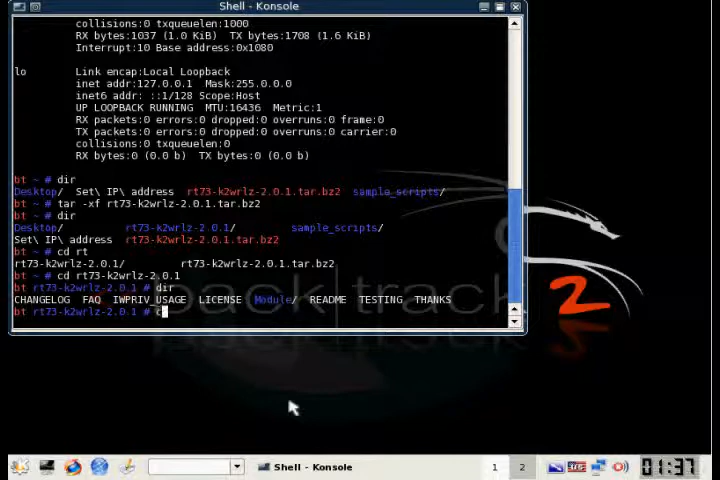 Shell - Konsole
collisions:0 txqueuelen:1000
RX bytes:1037 (1.0 KiB)  TX bytes:1708 (1.6 KiB)
Interrupt:10 Base address:0x1080
lo        Link encap:Local Loopback
inet addr:127.0.0.1  Mask:255.0.0.0
inet6 addr: ::1/128 Scope:Host
UP LOOPBACK RUNNING  MTU:16436  Metric:1
RX packets:0 errors:0 dropped:0 overruns:0 frame:0
TX packets:0 errors:0 dropped:0 overruns:0 carrier:0
collisions:0 txqueuelen:0
RX bytes:0 (0.0 b)  TX bytes:0 (0.0 b)
bt ~ # dir
Desktop/  Set\ IP\ address  rt73-k2wrlz-2.0.1.tar.bz2  sample_scripts/
bt ~ # tar -xf rt73-k2wrlz-2.0.1.tar.bz2
bt ~ # dir
Desktop/          rt73-k2wrlz-2.0.1/          sample_scripts/
Set\ IP\ address  rt73-k2wrlz-2.0.1.tar.bz2
bt ~ # cd rt
rt73-k2wrlz-2.0.1/         rt73-k2wrlz-2.0.1.tar.bz2
bt ~ # cd rt73-k2wrlz-2.0.1
bt rt73-k2wrlz-2.0.1 # dir
CHANGELOG  FAQ  IWPRIV_USAGE  LICENSE  Module/  README  TESTING  THANKS
bt rt73-k2wrlz-2.0.1 # c
back|track 2
Shell - Konsole
1
2
01:37